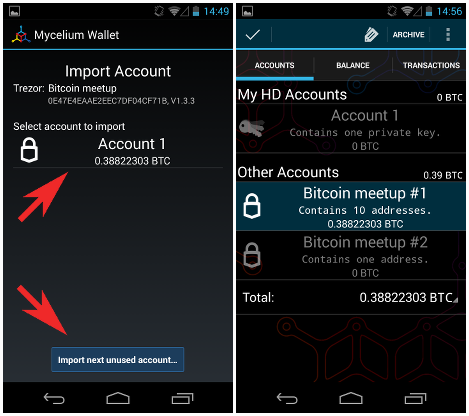 14:49
Mycelium Wallet
Import Account
Trezor: Bitcoin meetup
0E47E4EAAE2EEC7DF04CF71B, V1.3.3
Select account to import
Account 1
0.38822303 BTC
Import next unused account...
14:56
ARCHIVE
ACCOUNTS
BALANCE
TRANSACTIONS
My HD Accounts
0 BTC
Account 1
Contains one private key.
0 BTC
Other Accounts
0.39 BTC
Bitcoin meetup #1
Contains 10 addresses.
0.38822303 BTC
Bitcoin meetup #2
Contains one address.
0 BTC
Total:
0.38822303 BTC